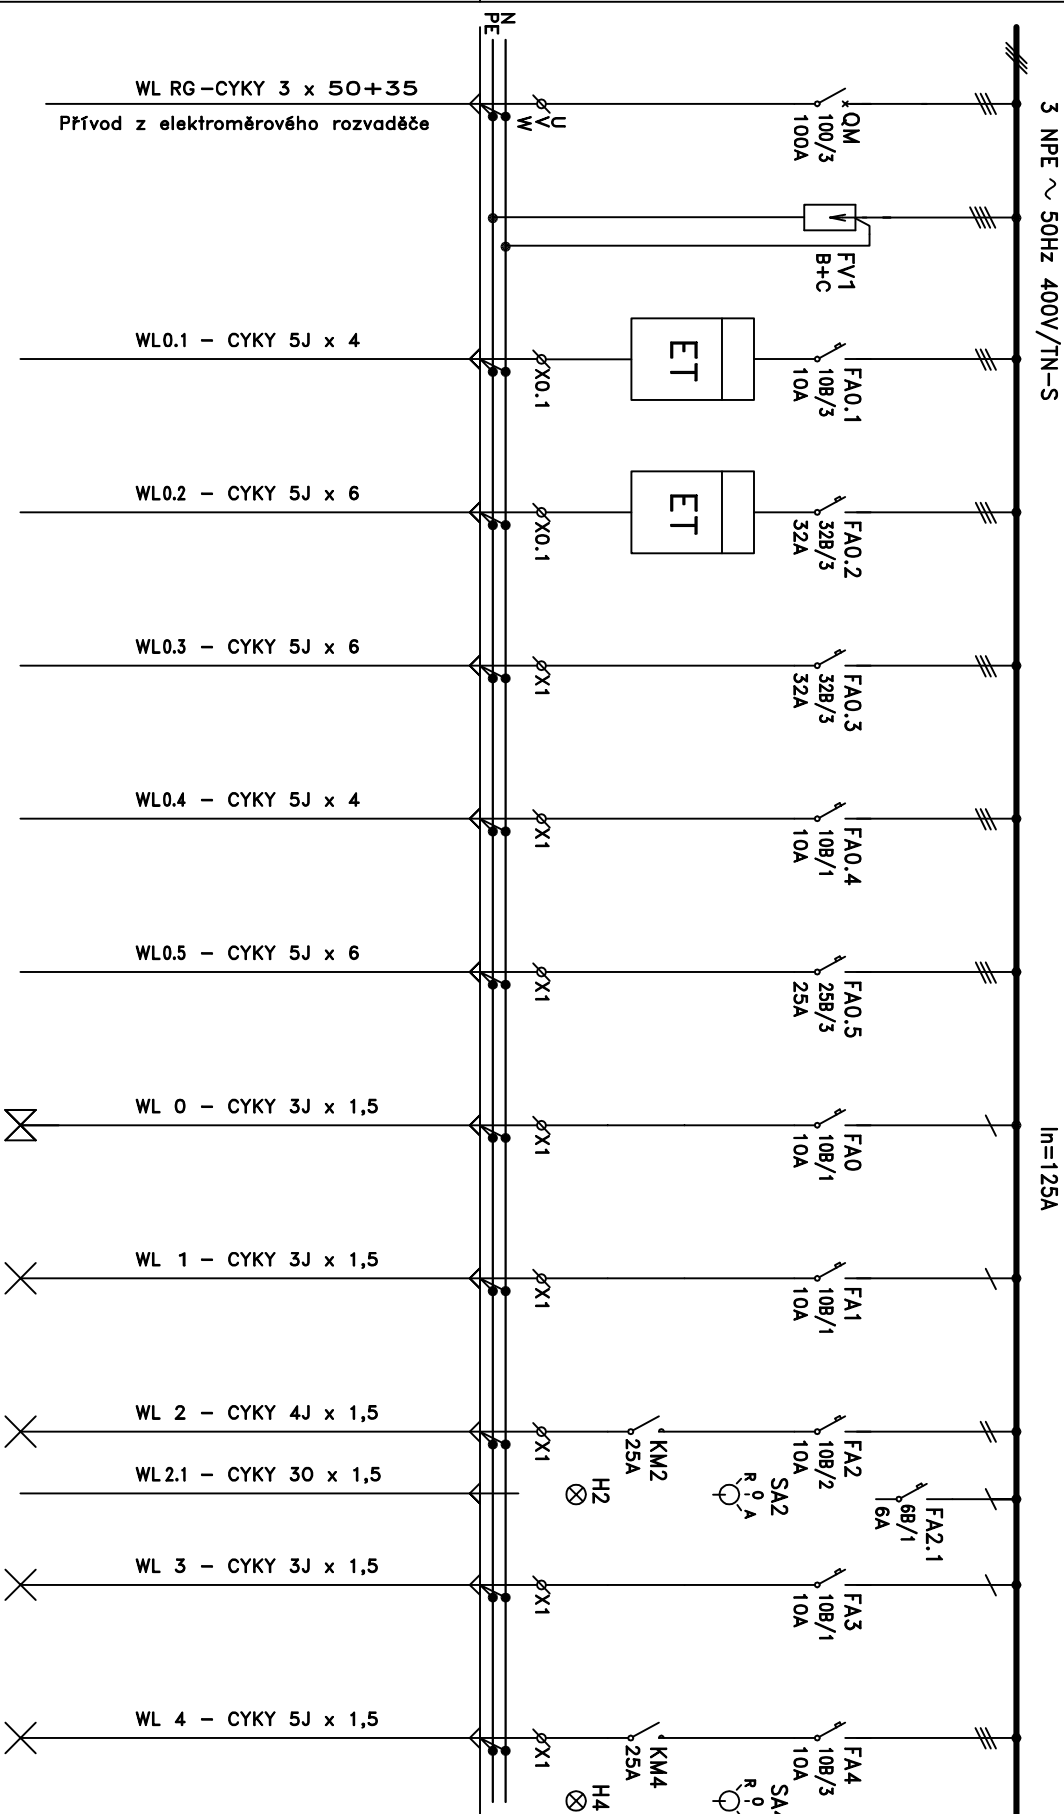 3 NPE ~ 50Hz 400V/TN-S
In=125A
N
PE
WL RG-CYKY 3 x 50+35
Přívod z elektroměrového rozvaděče
U
V
W
QM
100/3
100A
FV1
B+C
WL0.1 - CYKY 5J x 4
X0.1
ET
FA0.1
10B/3
10A
WL0.2 - CYKY 5J x 6
X0.1
ET
FA0.2
32B/3
32A
WL0.3 - CYKY 5J x 6
X1
FA0.3
32B/3
32A
WL0.4 - CYKY 5J x 4
X1
FA0.4
10B/1
10A
WL0.5 - CYKY 5J x 6
X1
FA0.5
25B/3
25A
WL 0 - CYKY 3J x 1,5
X1
FA0
10B/1
10A
WL 1 - CYKY 3J x 1,5
X1
FA1
10B/1
10A
WL 2 - CYKY 4J x 1,5
X1
KM2
25A
FA2
10B/2
10A
WL2.1 - CYKY 3O x 1,5
H2
SA2
R O A
FA2.1
6B/1
6A
WL 3 - CYKY 3J x 1,5
X1
FA3
10B/1
10A
WL 4 - CYKY 5J x 1,5
X1
KM4
25A
FA4
10B/3
10A
H4
R O